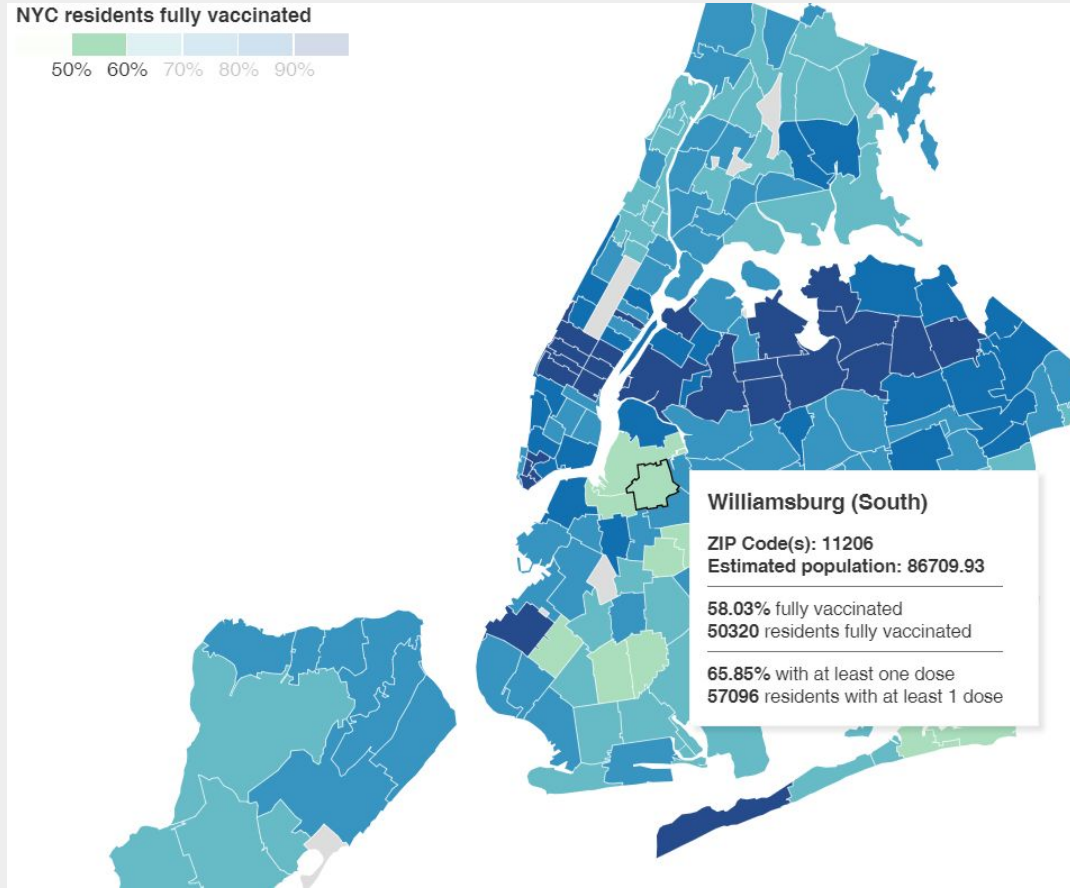 NYC residents fully vaccinated
50% 60% 70% 80% 90%
Williamsburg (South)
ZIP Code(s): 11206
Estimated population: 86709.93
58.03% fully vaccinated
50320 residents fully vaccinated
65.85% with at least one dose
57096 residents with at least 1 dose